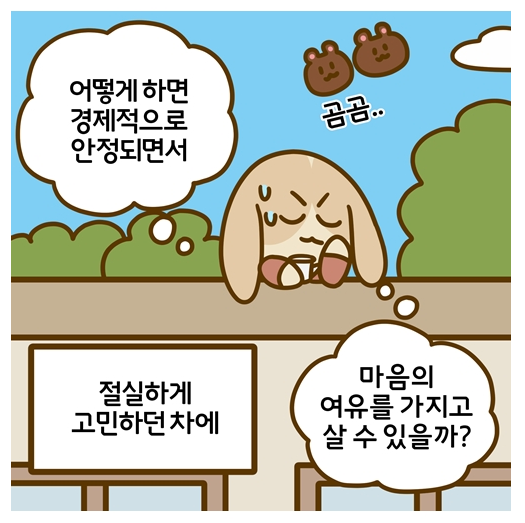 어떻게 하면
경제적으로
안정되면서
곰곰..
마음의
여유를 가지고
살 수 있을까?
절실하게
고민하던 차에